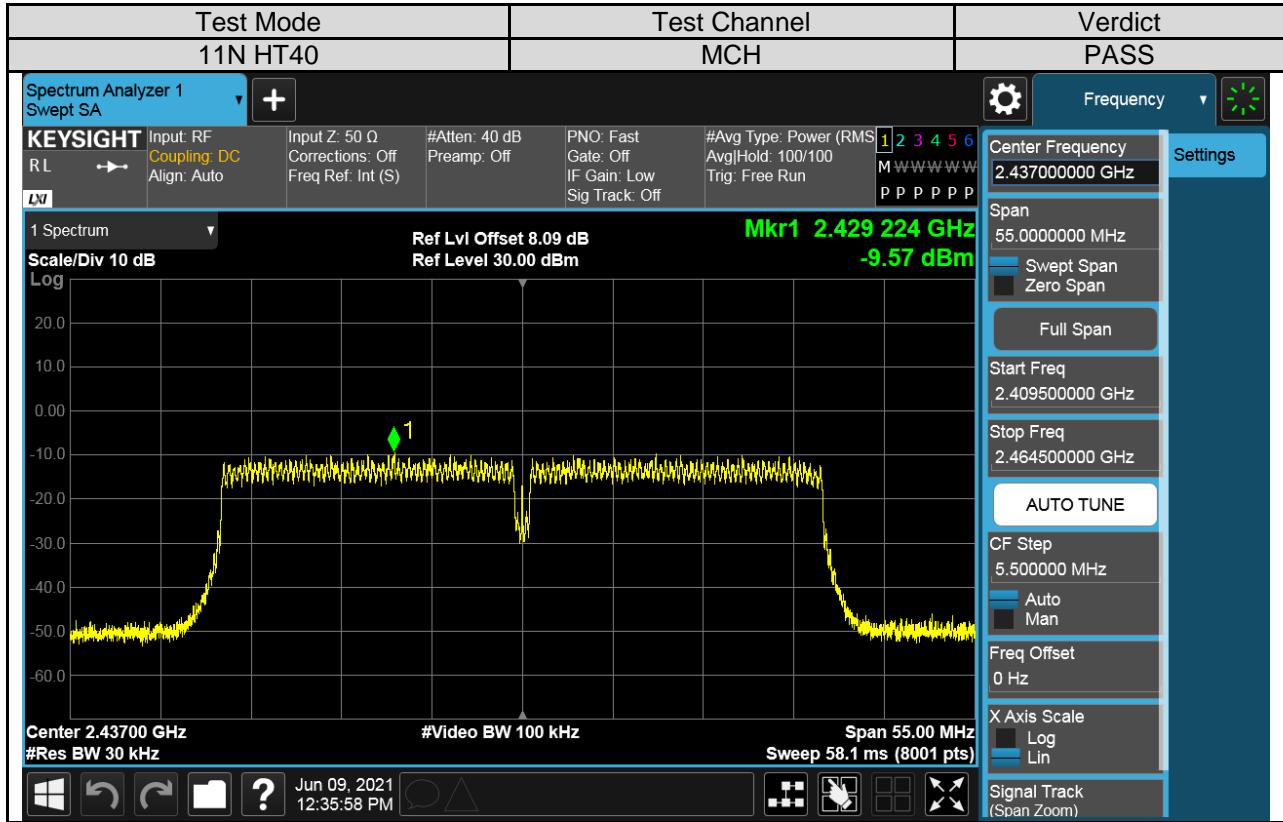 Test Mode Test Channel Verdict
11N HT40 MCH PASS
Spectrum Analyzer 1
Swept SA
+
Frequency
KEYSIGHT
RL
LXI
Input: RF
Coupling: DC
Align: Auto
Input Z: 50 Ω
Corrections: Off
Freq Ref: Int (S)
#Atten: 40 dB
Preamp: Off
PNO: Fast
Gate: Off
IF Gain: Low
Sig Track: Off
#Avg Type: Power (RMS
Avg|Hold: 100/100
Trig: Free Run
1 2 3 4 5 6
M W W W W W
P P P P P P
1 Spectrum
Scale/Div 10 dB
Log
Ref Lvl Offset 8.09 dB
Ref Level 30.00 dBm
Mkr1 2.429 224 GHz
-9.57 dBm
20.0
10.0
0.00
-10.0
-20.0
-30.0
-40.0
-50.0
-60.0
1
Center 2.43700 GHz
#Res BW 30 kHz
#Video BW 100 kHz
Span 55.00 MHz
Sweep 58.1 ms (8001 pts)
Center Frequency
2.437000000 GHz
Settings
Span
55.0000000 MHz
Swept Span
Zero Span
Full Span
Start Freq
2.409500000 GHz
Stop Freq
2.464500000 GHz
AUTO TUNE
CF Step
5.500000 MHz
Auto
Man
Freq Offset
0 Hz
X Axis Scale
Log
Lin
Signal Track
(Span Zoom)
?
Jun 09, 2021
12:35:58 PM